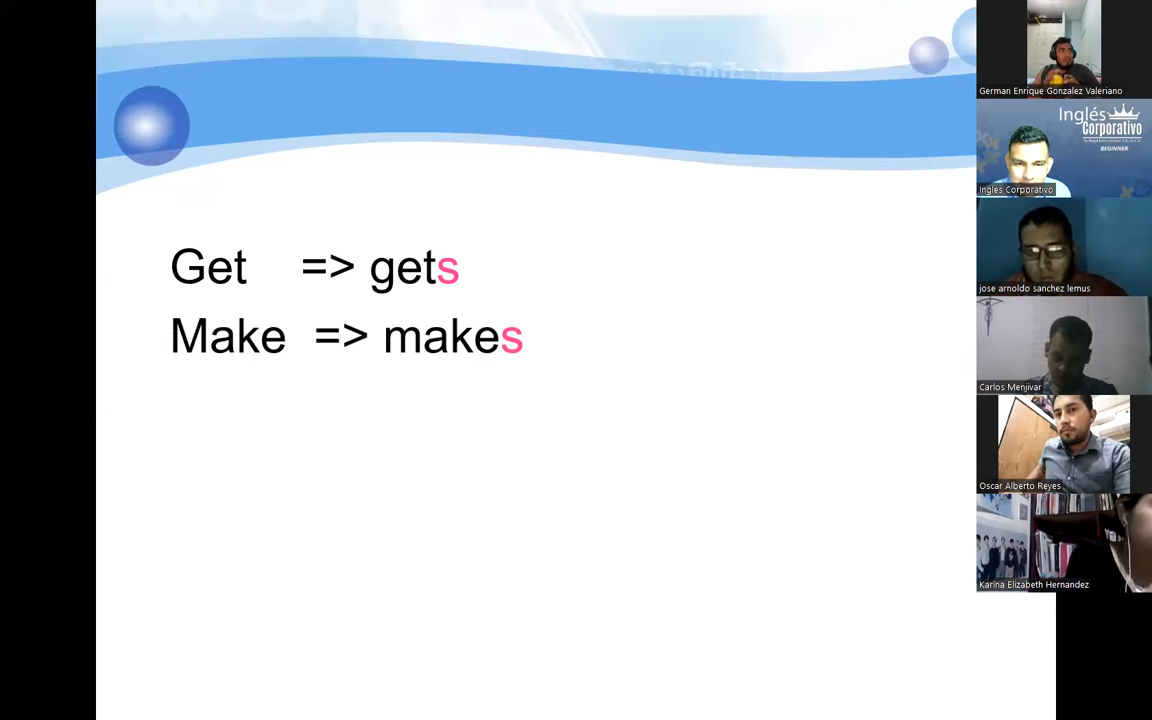 Get => gets
Make => makes
German Enrique Gonzalez Valeriano
Inglés
Corporativo
BEGINNER
Ingles Corporativo
jose arnoldo sanchez lemus
Carlos Menjivar
Oscar Alberto Reyes
Karina Elizabeth Hernandez